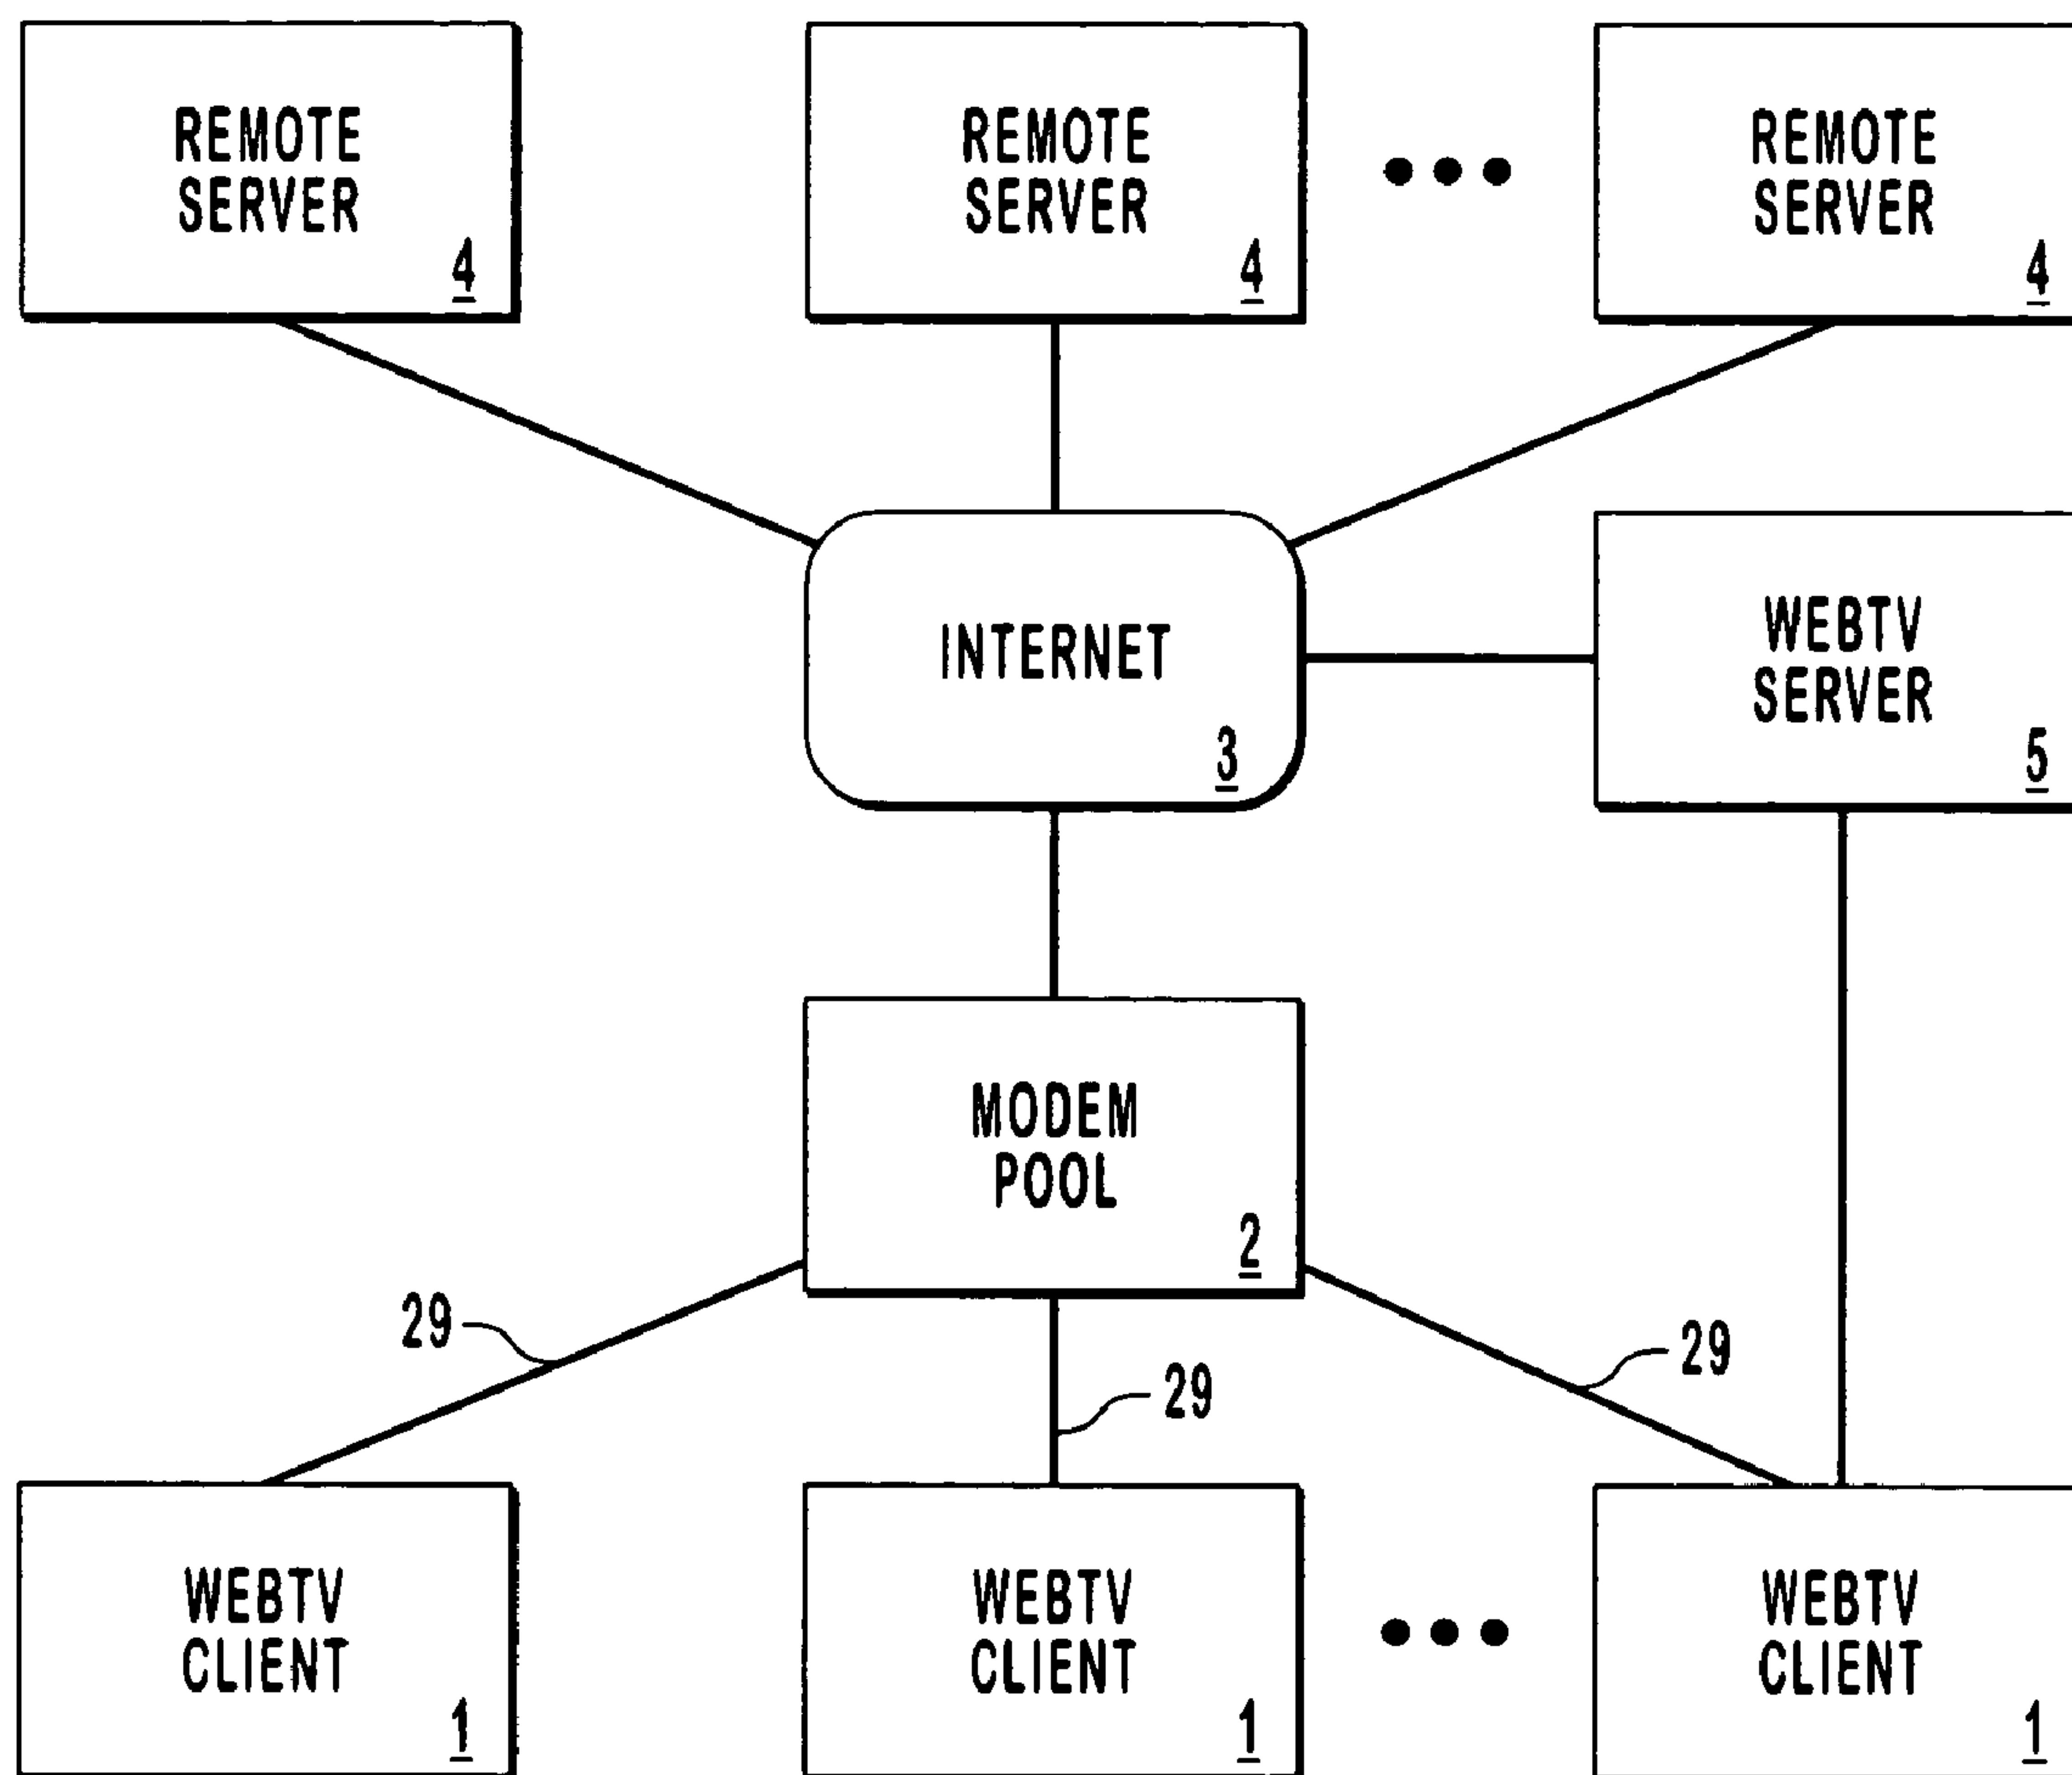 REMOTE
SERVER
4
REMOTE
SERVER
4
REMOTE
SERVER
4
INTERNET
3
WEBTV
SERVER
5
MODEM
POOL
2
29
29
29
WEBTV
CLIENT
1
WEBTV
CLIENT
1
WEBTV
CLIENT
1